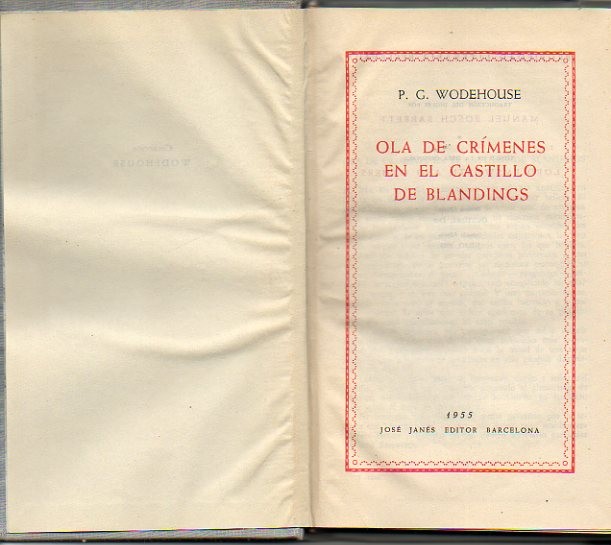 P. G. WODEHOUSE
OLA DE CRÍMENES
EN EL CASTILLO
DE BLANDINGS
1955
JOSÉ JANÉS EDITOR BARCELONA